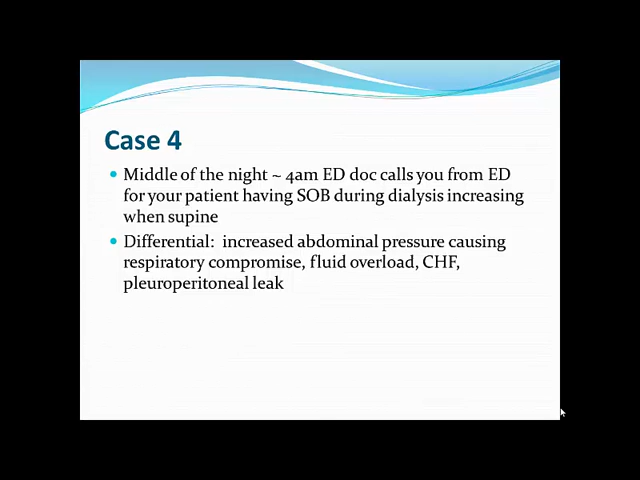 Case 4
• Middle of the night ~ 4am ED doc calls you from ED
for your patient having SOB during dialysis increasing
when supine
• Differential:  increased abdominal pressure causing
respiratory compromise, fluid overload, CHF,
pleuroperitoneal leak